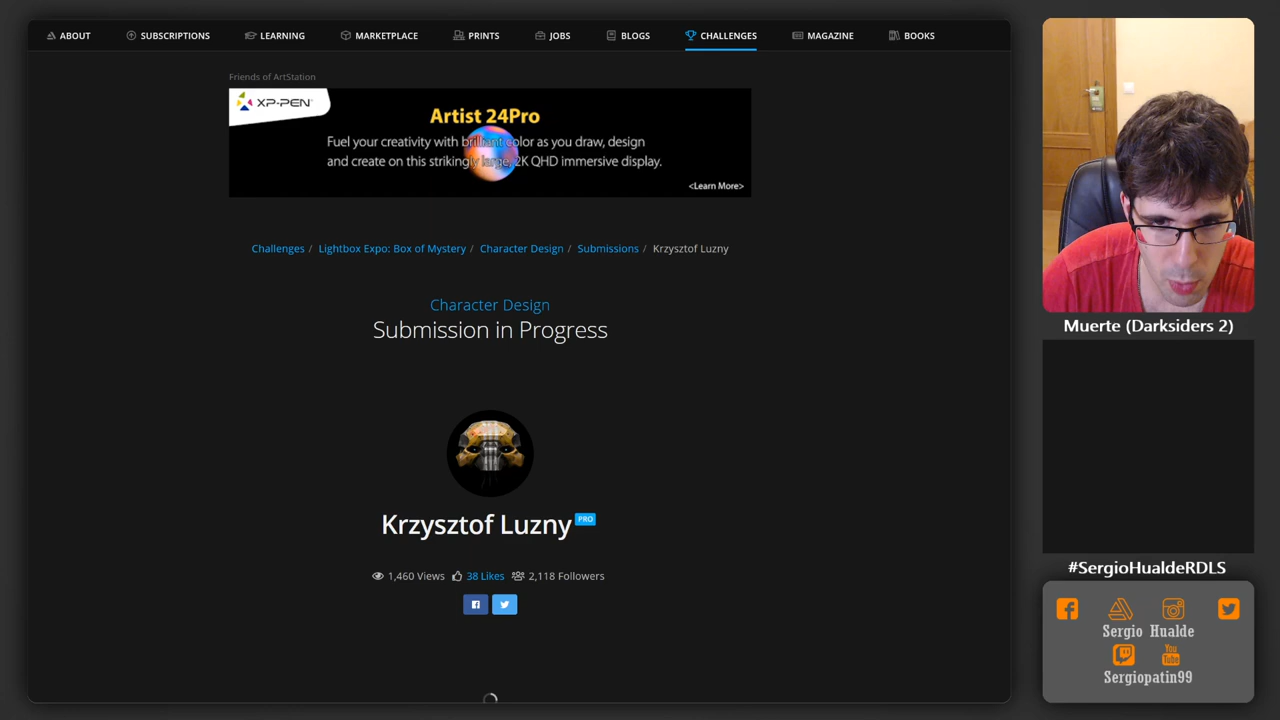 ABOUT
SUBSCRIPTIONS
LEARNING
MARKETPLACE
PRINTS
JOBS
BLOGS
CHALLENGES
MAGAZINE
BOOKS
Friends of ArtStation
XP-PEN
Artist 24Pro
Fuel your creativity with brilliant color as you draw, design
and create on this strikingly large, 2K QHD immersive display.
<Learn More>
Challenges / Lightbox Expo: Box of Mystery / Character Design / Submissions / Krzysztof Luzny
Character Design
Submission in Progress
Krzysztof Luzny PRO
1,460 Views 38 Likes 2,118 Followers
Muerte (Darksiders 2)
#SergioHualdeRDLS
Sergio Hualde
You Tube
Sergiopatin99